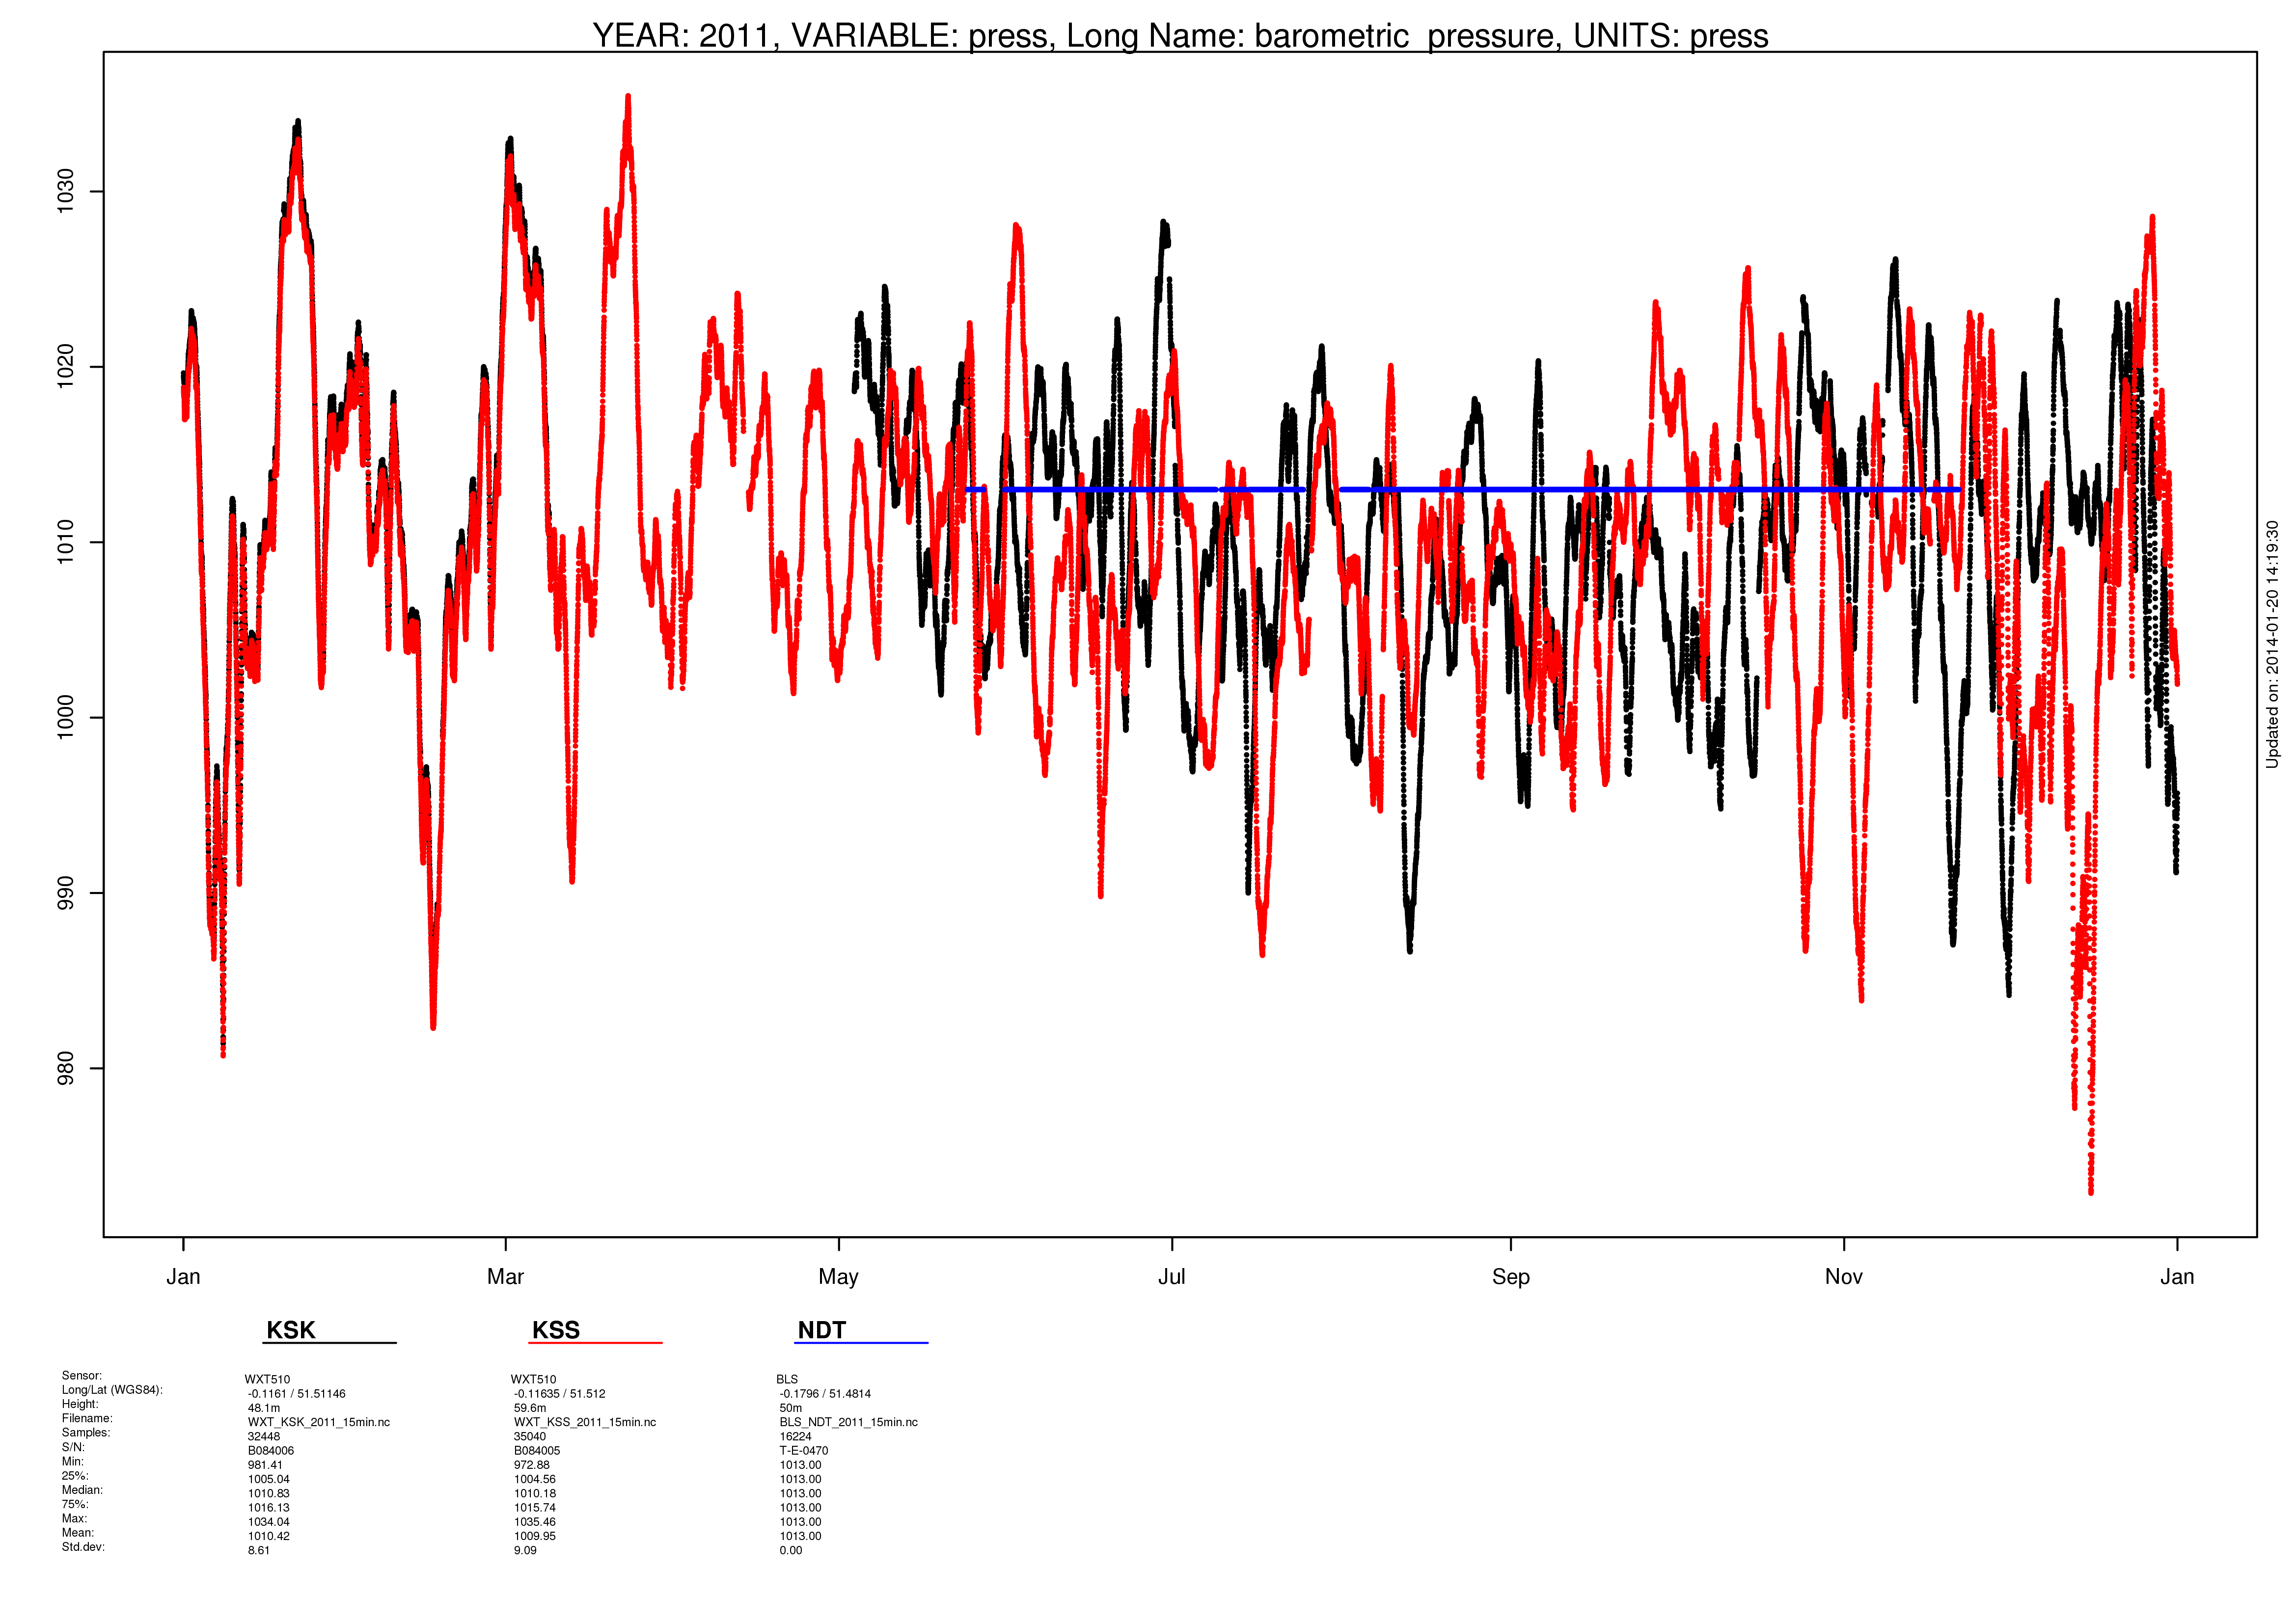 YEAR: 2011, VARIABLE: press, Long Name: barometric pressure, UNITS: press
1030
1020
1010
1000
990
980
Updated on: 2014-01-20 14:19:30
Jan Mar May Jul Sep Nov Jan
KSK KSS NDT
Sensor: WXT510 WXT510 BLS
Long/Lat (WGS84): -0.1161 / 51.51146 -0.11635 / 51.512 -0.1796 / 51.4814
Height: 48.1m 59.6m 50m
Filename: WXT_KSK_2011_15min.nc WXT_KSS_2011_15min.nc BLS_NDT_2011_15min.nc
Samples: 32448 35040 16224
S/N: B084006 B084005 T-E-0470
Min: 981.41 972.88 1013.00
25%: 1005.04 1004.56 1013.00
Median: 1010.83 1010.18 1013.00
75%: 1016.13 1015.74 1013.00
Max: 1034.04 1035.46 1013.00
Mean: 1010.42 1009.95 1013.00
Std.dev: 8.61 9.09 0.00